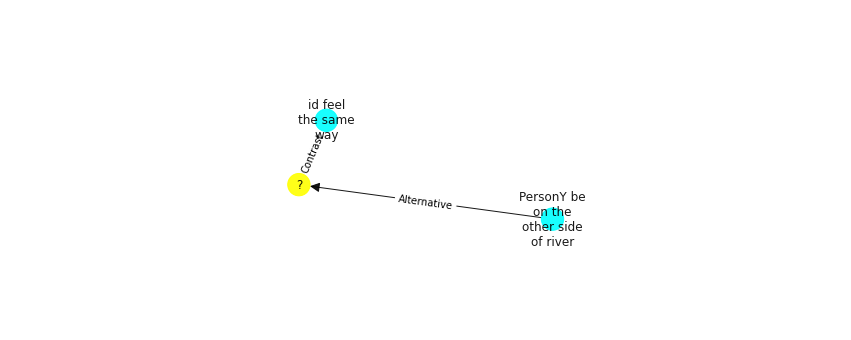 id feel
the same
way
Contrast
?
Alternative
PersonY be
on the
other side
of river